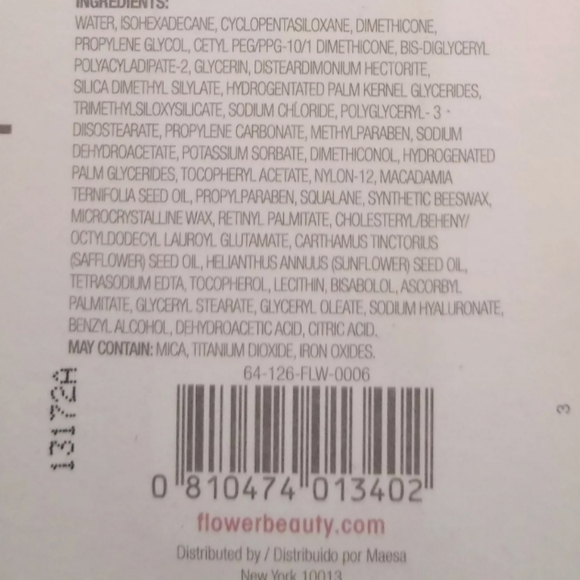 INGREDIENTS:
WATER, ISOHEXADECANE, CYCLOPENTASILOXANE, DIMETHICONE,
PROPYLENE GLYCOL, CETYL PEG/PPG-10/1 DIMETHICONE, BIS-DIGLYCERYL
POLYACYLADIPATE-2, GLYCERIN, DISTEARDIMONIUM HECTORITE,
SILICA DIMETHYL SILYLATE, HYDROGENTATED PALM KERNEL GLYCERIDES,
TRIMETHYLSILOXYSILICATE, SODIUM CHLORIDE, POLYGLYCERYL- 3 -
DIISOSTEARATE, PROPYLENE CARBONATE, METHYLPARABEN, SODIUM
DEHYDROACETATE, POTASSIUM SORBATE, DIMETHICONOL, HYDROGENATED
PALM GLYCERIDES, TOCOPHERYL ACETATE, NYLON-12, MACADAMIA
TERNIFOLIA SEED OIL, PROPYLPARABEN, SQUALANE, SYNTHETIC BEESWAX,
MICROCRYSTALLINE WAX, RETINYL PALMITATE, CHOLESTERYL/BEHENY/
OCTYLDODECYL LAUROYL GLUTAMATE, CARTHAMUS TINCTORIUS
(SAFFLOWER) SEED OIL, HELIANTHUS ANNUUS (SUNFLOWER) SEED OIL,
TETRASODIUM EDTA, TOCOPHEROL, LECITHIN, BISABOLOL, ASCORBYL
PALMITATE, GLYCERYL STEARATE, GLYCERYL OLEATE, SODIUM HYALURONATE,
BENZYL ALCOHOL, DEHYDROACETIC ACID, CITRIC ACID.
MAY CONTAIN: MICA, TITANIUM DIOXIDE, IRON OXIDES.
64-126-FLW-0006
13172A
3
0 810474 013402
flowerbeauty.com
Distributed by / Distribuido por Maesa
New York 10013